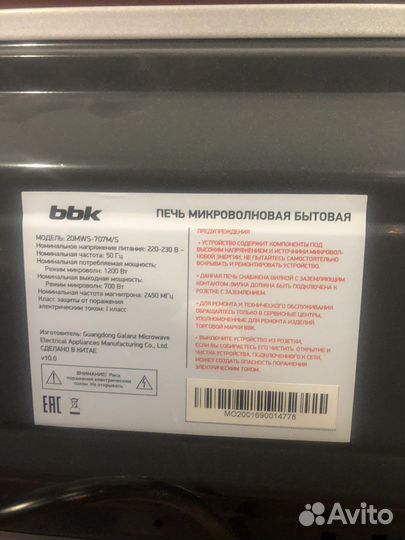 bbk
ПЕЧЬ МИКРОВОЛНОВАЯ БЫТОВАЯ
МОДЕЛЬ: 20MWS-707M/S
Номинальное напряжение питания: 220-230 В ~
Номинальная частота: 50 Гц
Номинальная потребляемая мощность:
Режим микроволн: 1200 Вт
Номинальная выходная мощность:
Режим микроволн: 700 Вт
Номинальная частота магнетрона: 2450 МГц
Класс защиты от поражения
электрическим током: I класс
Изготовитель: Guangdong Galanz Microwave
Electrical Appliances Manufacturing Co., Ltd.
СДЕЛАНО В КИТАЕ
v10.0
EAC
ВНИМАНИЕ! Риск
поражения электрическим
током
ПРЕДУПРЕЖДЕНИЯ
• УСТРОЙСТВО СОДЕРЖИТ КОМПОНЕНТЫ ПОД
ВЫСОКИМ НАПРЯЖЕНИЕМ И ИСТОЧНИКИ МИКРОВОЛ-
НОВОЙ ЭНЕРГИИ, НЕ ПЫТАЙТЕСЬ САМОСТОЯТЕЛЬНО
ВСКРЫВАТЬ И РЕМОНТИРОВАТЬ УСТРОЙСТВО.
• ДАННАЯ ПЕЧЬ СНАБЖЕНА ВИЛКОЙ С ЗАЗЕМЛЯЮЩИМ
КОНТАКТОМ. ВИЛКА ДОЛЖНА БЫТЬ ПОДКЛЮЧЕНА К
РОЗЕТКЕ С ЗАЗЕМЛЕНИЕМ.
• ДЛЯ РЕМОНТА И ТЕХНИЧЕСКОГО ОБСЛУЖИВАНИЯ
ОБРАЩАЙТЕСЬ ТОЛЬКО В СЕРВИСНЫЕ ЦЕНТРЫ,
УПОЛНОМОЧЕННЫЕ ДЛЯ РЕМОНТА ИЗДЕЛИЙ
ТОРГОВОЙ МАРКИ BBK.
• ВЫКЛЮЧИТЕ УСТРОЙСТВО ИЗ РОЗЕТКИ,
ЕСЛИ ВЫ СОБИРАЕТЕСЬ ЕГО ЧИСТИТЬ. ОТКРЫТИЕ И
ЧИСТКА УСТРОЙСТВА, ПОДКЛЮЧЕННОГО К СЕТИ,
МОЖЕТ СОЗДАТЬ ОПАСНОСТЬ ПОРАЖЕНИЯ
ЭЛЕКТРИЧЕСКИМ ТОКОМ.
MO2001690014778
Avito